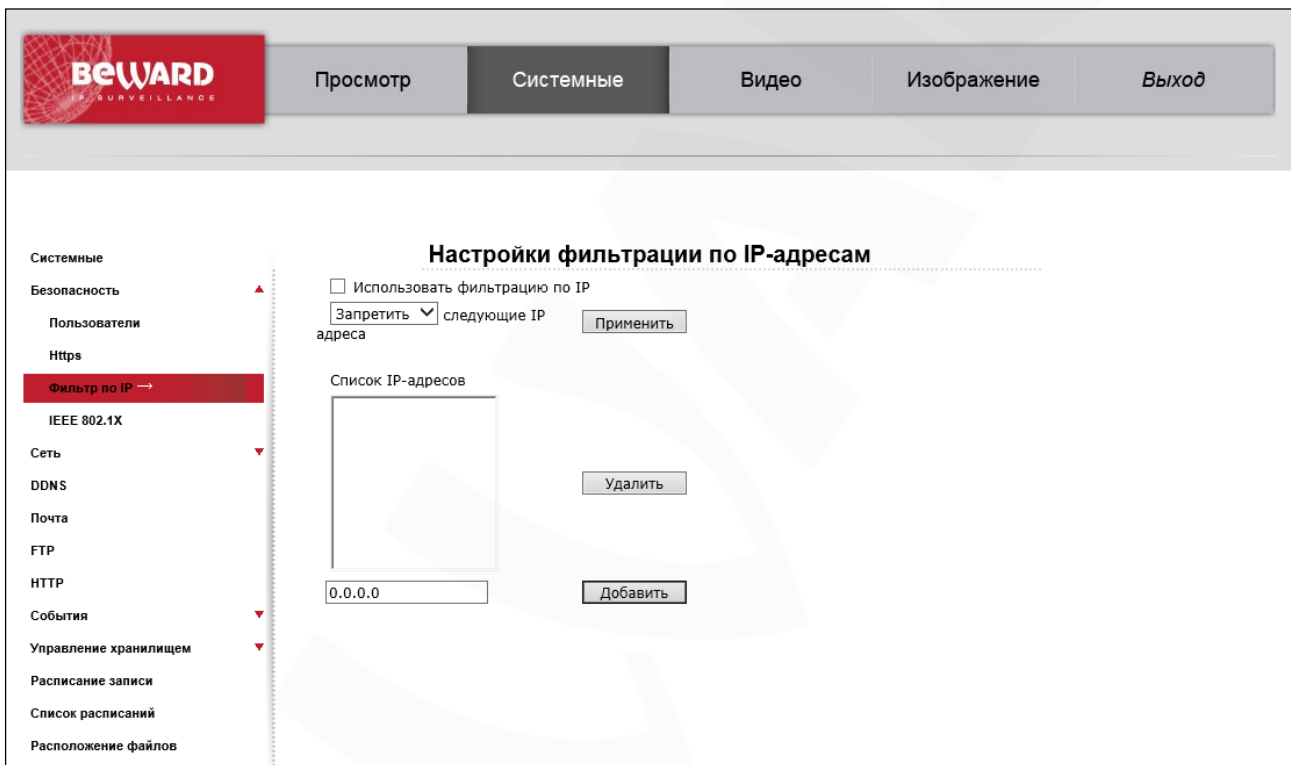 BEWARD
IP SURVEILLANCE
Просмотр
Системные
Видео
Изображение
Выход
Системные
Безопасность
Пользователи
Https
Фильтр по IP →
IEEE 802.1X
Сеть
DDNS
Почта
FTP
HTTP
События
Управление хранилищем
Расписание записи
Список расписаний
Расположение файлов
Настройки фильтрации по IP-адресам
Использовать фильтрацию по IP
Запретить следующие IP
адреса
Применить
Список IP-адресов
Удалить
0.0.0.0
Добавить